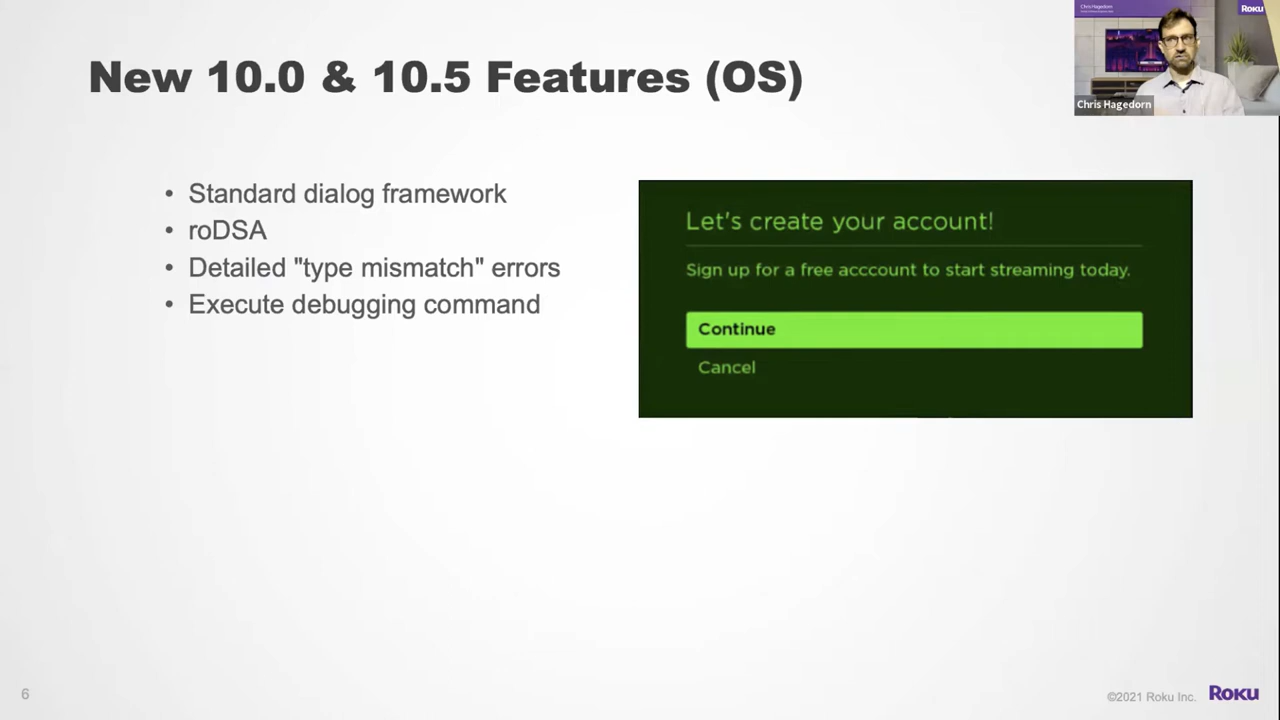 New 10.0 & 10.5 Features (OS)
Chris Hagedorn
Roku
Chris Hagedorn
• Standard dialog framework
• roDSA
• Detailed "type mismatch" errors
• Execute debugging command
Let's create your account!
Sign up for a free acccount to start streaming today.
Continue
Cancel
6
©2021 Roku Inc.
Roku